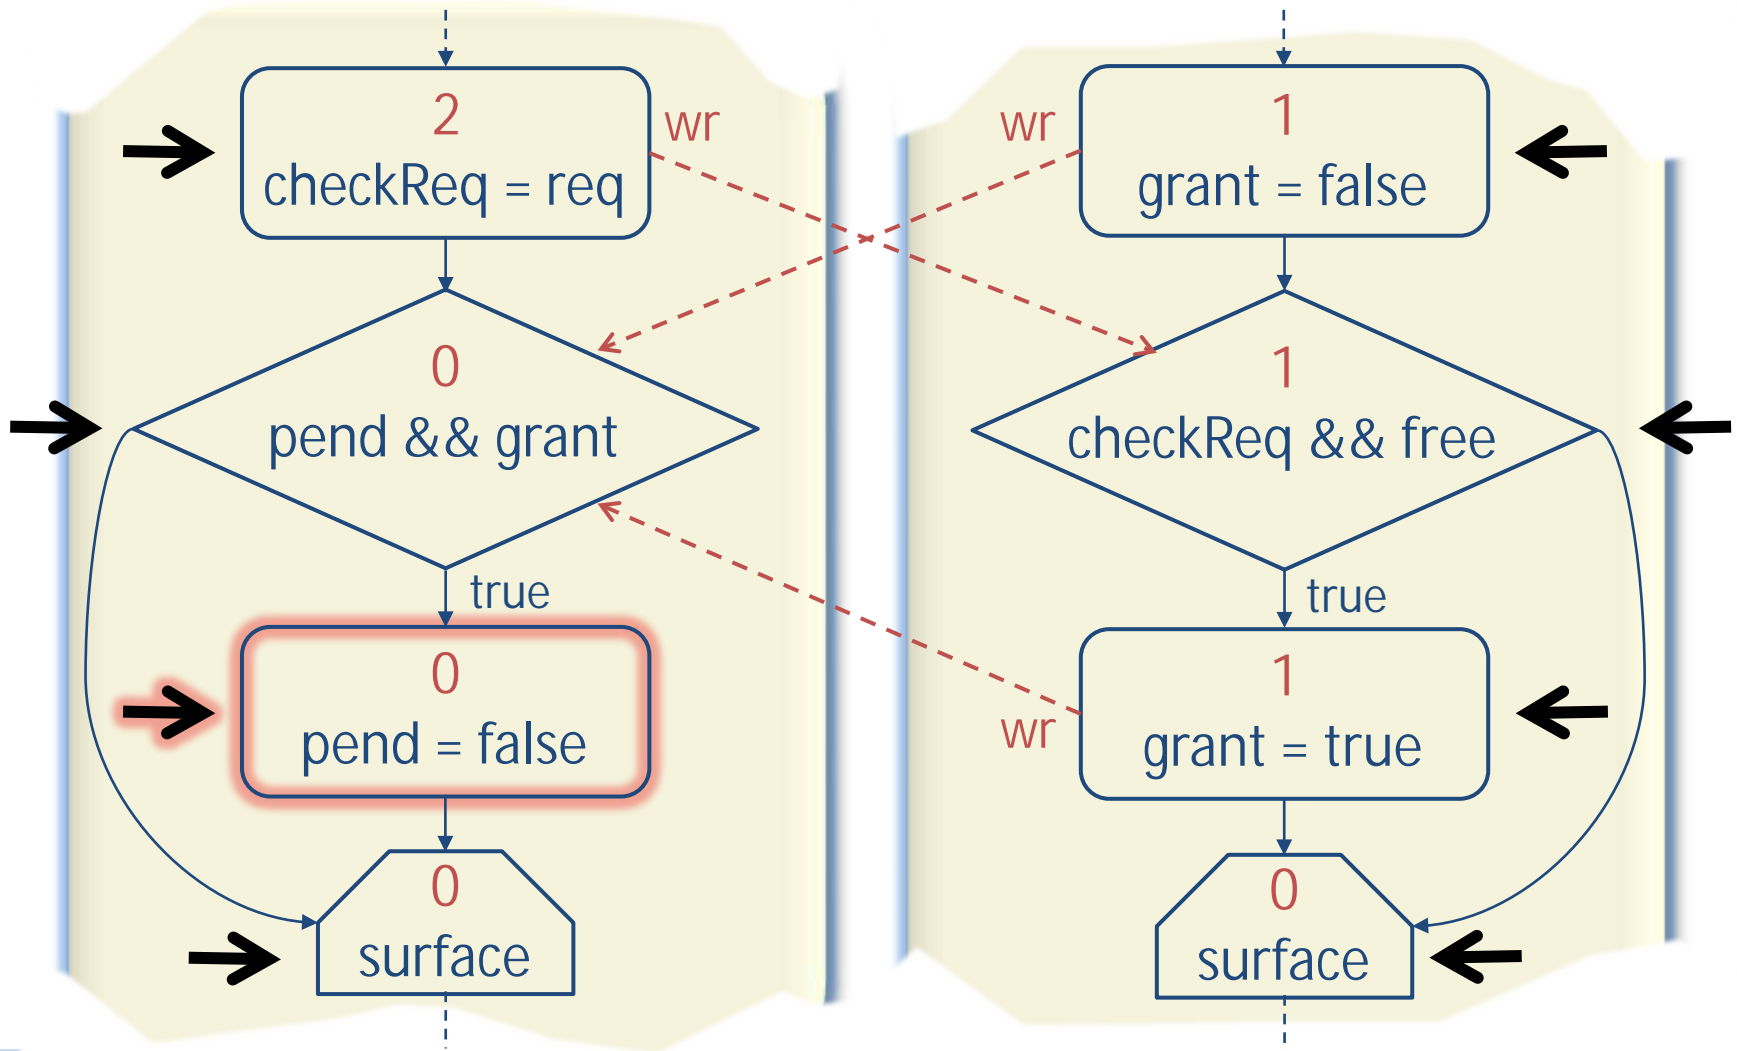 2
checkReq = req
wr
0
pend && grant
true
0
pend = false
0
surface
wr
1
grant = false
1
checkReq && free
true
wr
1
grant = true
0
surface